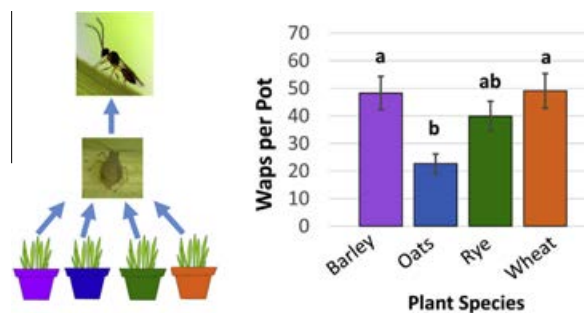 70
60
50
40
30
20
10
0
Waps per Pot
a
b
ab
a
Barley
Oats
Rye
Wheat
Plant Species